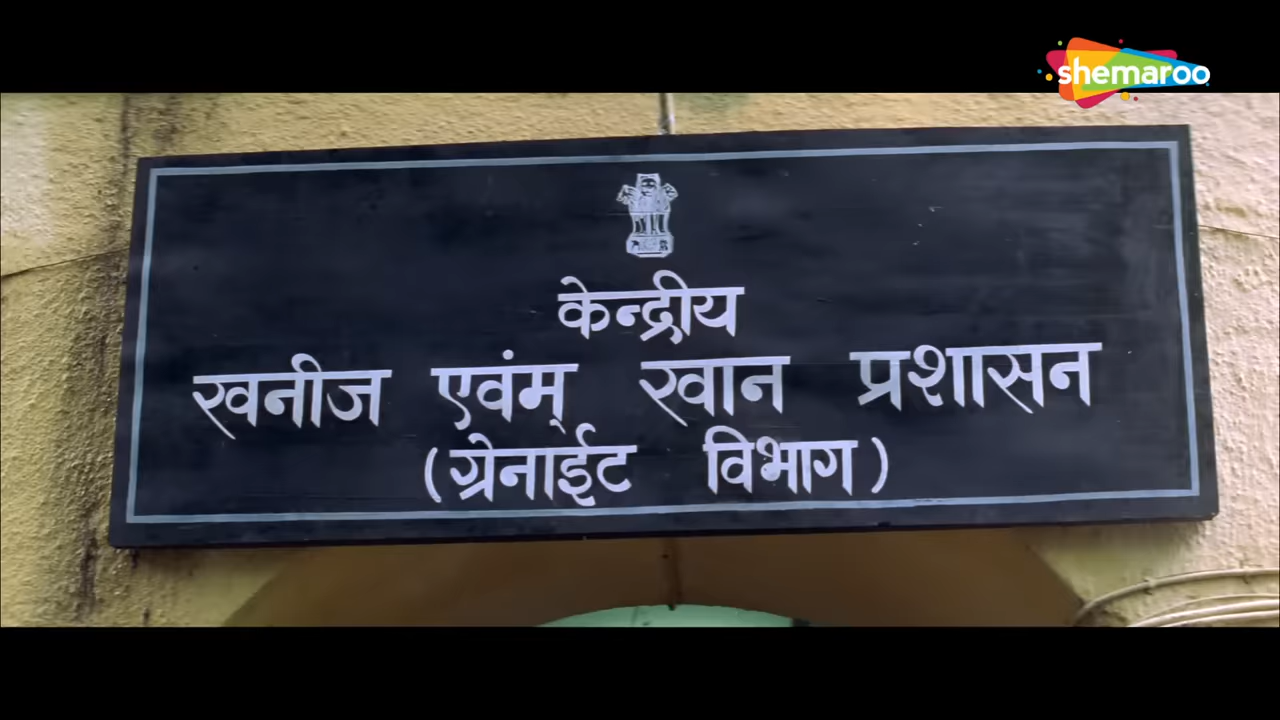 shemaroo
केन्द्रीय
खनीज एवंम् खान प्रशासन
(ग्रेनाईट विभाग)